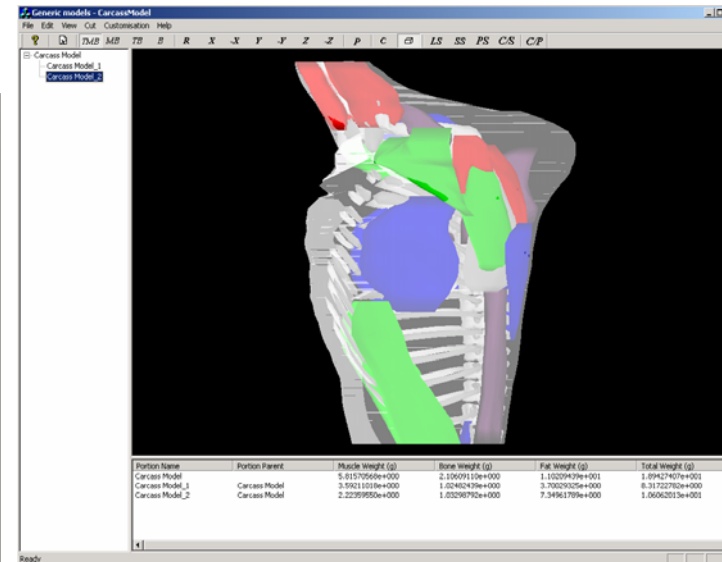 Generic models - CarcassModel
File Edit View Cut Customisation Help
? TMB MB TB B R X -X Y -Y Z -Z P C LS SS PS C/S C/P
Carcass Model
Carcass Model_1
Carcass Model_2
Portion Name Portion Parent Muscle Weight (g) Bone Weight (g) Fat Weight (g) Total Weight (g)
Carcass Model 5.81570568e+000 2.10609110e+000 1.10209439e+001 1.89427407e+001
Carcass Model_1 Carcass Model 3.59211018e+000 1.02482439e+000 3.70029325e+000 8.31722782e+000
Carcass Model_2 Carcass Model 2.22359550e+000 1.03298792e+000 7.34961789e+000 1.06062013e+001
Ready